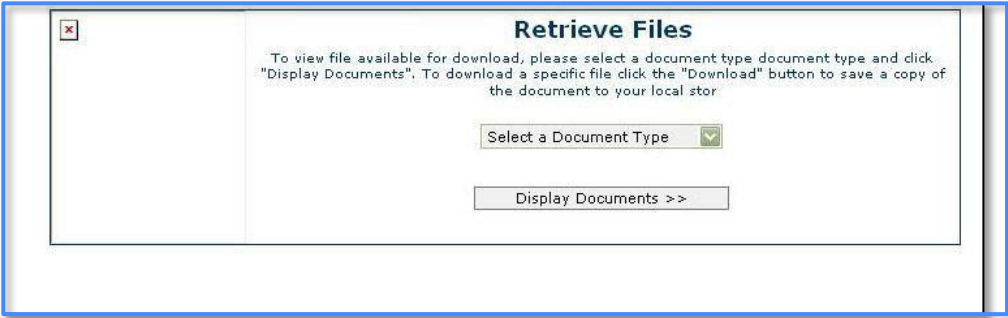 Retrieve Files
To view file available for download, please select a document type document type and click
"Display Documents". To download a specific file click the "Download" button to save a copy of
the document to your local stor
Select a Document Type
Display Documents >>